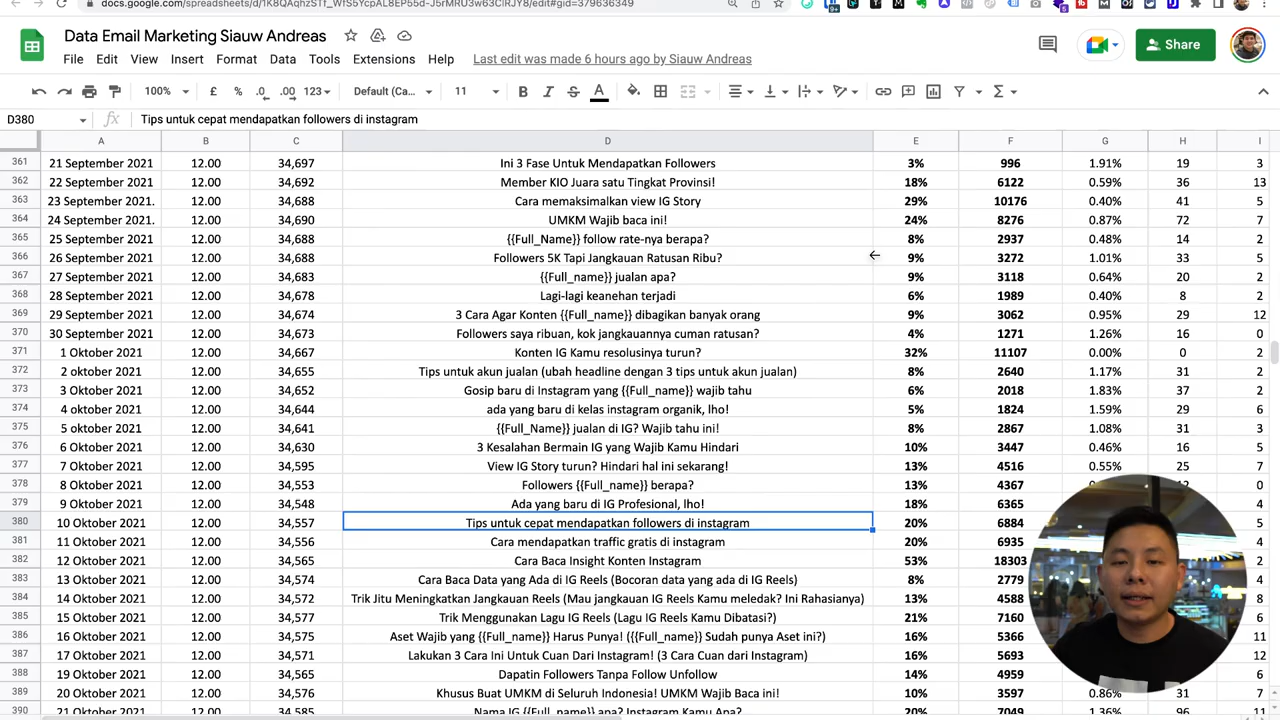 docs.google.com/spreadsheets/d/1K8QAqhzSTf_WfS5YcpAL8EP55d-J5rMRU3w63ClRJY8/edit#gid=379636349
Data Email Marketing Siauw Andreas
File Edit View Insert Format Data Tools Extensions Help Last edit was made 6 hours ago by Siauw Andreas
Share
100% £ % .0 .00 123 Default (Ca... 11 B I S A
D380 fx Tips untuk cepat mendapatkan followers di instagram
A B C D E F G H I
361 21 September 2021 12.00 34,697 Ini 3 Fase Untuk Mendapatkan Followers 3% 996 1.91% 19 3
362 22 September 2021 12.00 34,692 Member KIO Juara satu Tingkat Provinsi! 18% 6122 0.59% 36 13
363 23 September 2021. 12.00 34,688 Cara memaksimalkan view IG Story 29% 10176 0.40% 41 5
364 24 September 2021. 12.00 34,690 UMKM Wajib baca ini! 24% 8276 0.87% 72 7
365 25 September 2021 12.00 34,688 {{Full_Name}} follow rate-nya berapa? 8% 2937 0.48% 14 2
366 26 September 2021 12.00 34,688 Followers 5K Tapi Jangkauan Ratusan Ribu? 9% 3272 1.01% 33 5
367 27 September 2021 12.00 34,683 {{Full_name}} jualan apa? 9% 3118 0.64% 20 2
368 28 September 2021 12.00 34,678 Lagi-lagi keanehan terjadi 6% 1989 0.40% 8 2
369 29 September 2021 12.00 34,674 3 Cara Agar Konten {{Full_name}} dibagikan banyak orang 9% 3062 0.95% 29 12
370 30 September 2021 12.00 34,673 Followers saya ribuan, kok jangkauannya cuman ratusan? 4% 1271 1.26% 16 0
371 1 Oktober 2021 12.00 34,667 Konten IG Kamu resolusinya turun? 32% 11107 0.00% 0 2
372 2 oktober 2021 12.00 34,655 Tips untuk akun jualan (ubah headline dengan 3 tips untuk akun jualan) 8% 2640 1.17% 31 2
373 3 Oktober 2021 12.00 34,652 Gosip baru di Instagram yang {{Full_name}} wajib tahu 6% 2018 1.83% 37 2
374 4 oktober 2021 12.00 34,644 ada yang baru di kelas instagram organik, lho! 5% 1824 1.59% 29 6
375 5 oktober 2021 12.00 34,641 {{Full_Name}} jualan di IG? Wajib tahu ini! 8% 2867 1.08% 31 3
376 6 Oktober 2021 12.00 34,630 3 Kesalahan Bermain IG yang Wajib Kamu Hindari 10% 3447 0.46% 16 5
377 7 Oktober 2021 12.00 34,595 View IG Story turun? Hindari hal ini sekarang! 13% 4516 0.55% 25 7
378 8 Oktober 2021 12.00 34,553 Followers {{Full_name}} berapa? 13% 4367 0
379 9 Oktober 2021 12.00 34,548 Ada yang baru di IG Profesional, lho! 18% 6365 4
380 10 Oktober 2021 12.00 34,557 Tips untuk cepat mendapatkan followers di instagram 20% 6884 5
381 11 Oktober 2021 12.00 34,556 Cara mendapatkan traffic gratis di instagram 20% 6935 4
382 12 Oktober 2021 12.00 34,565 Cara Baca Insight Konten Instagram 53% 18303 2
383 13 Oktober 2021 12.00 34,574 Cara Baca Data yang Ada di IG Reels (Bocoran data yang ada di IG Reels) 8% 2779 4
384 14 Oktober 2021 12.00 34,572 Trik Jitu Meningkatkan Jangkauan Reels (Mau jangkauan IG Reels Kamu meledak? Ini Rahasianya) 13% 4588 8
385 15 Oktober 2021 12.00 34,577 Trik Menggunakan Lagu IG Reels (Lagu IG Reels Kamu Dibatasi?) 21% 7160 6
386 16 Oktober 2021 12.00 34,575 Aset Wajib yang {{Full_name}} Harus Punya! ({{Full_name}} Sudah punya Aset ini?) 16% 5366 11
387 17 Oktober 2021 12.00 34,571 Lakukan 3 Cara Ini Untuk Cuan Dari Instagram! (3 Cara Cuan dari Instagram) 16% 5693 12
388 19 Oktober 2021 12.00 34,565 Dapatin Followers Tanpa Follow Unfollow 14% 4959 6
389 20 Oktober 2021 12.00 34,576 Khusus Buat UMKM di Seluruh Indonesia! UMKM Wajib Baca ini! 10% 3597 0.86% 31 7
390 21 Oktober 2021 12.00 34,585 Nama IG {{Full_name}} apa? Instagram Kamu Apa? 20% 7049 1.36% 96 11